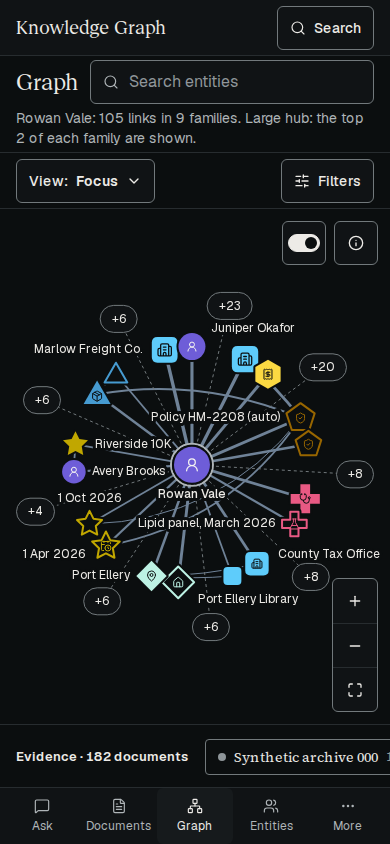 Knowledge Graph
Search
Graph
Search entities
Rowan Vale: 105 links in 9 families. Large hub: the top
2 of each family are shown.
View: Focus
Filters
+23
+6
Juniper Okafor
Marlow Freight Co.
+20
+6
Policy HM-2208 (auto)
Riverside 10K
Avery Brooks
+8
Rowan Vale
1 Oct 2026
+4
Lipid panel, March 2026
1 Apr 2026
County Tax Office
Port Ellery
+8
+6
Port Ellery Library
+6
Evidence · 182 documents
Synthetic archive 000
Ask
Documents
Graph
Entities
More